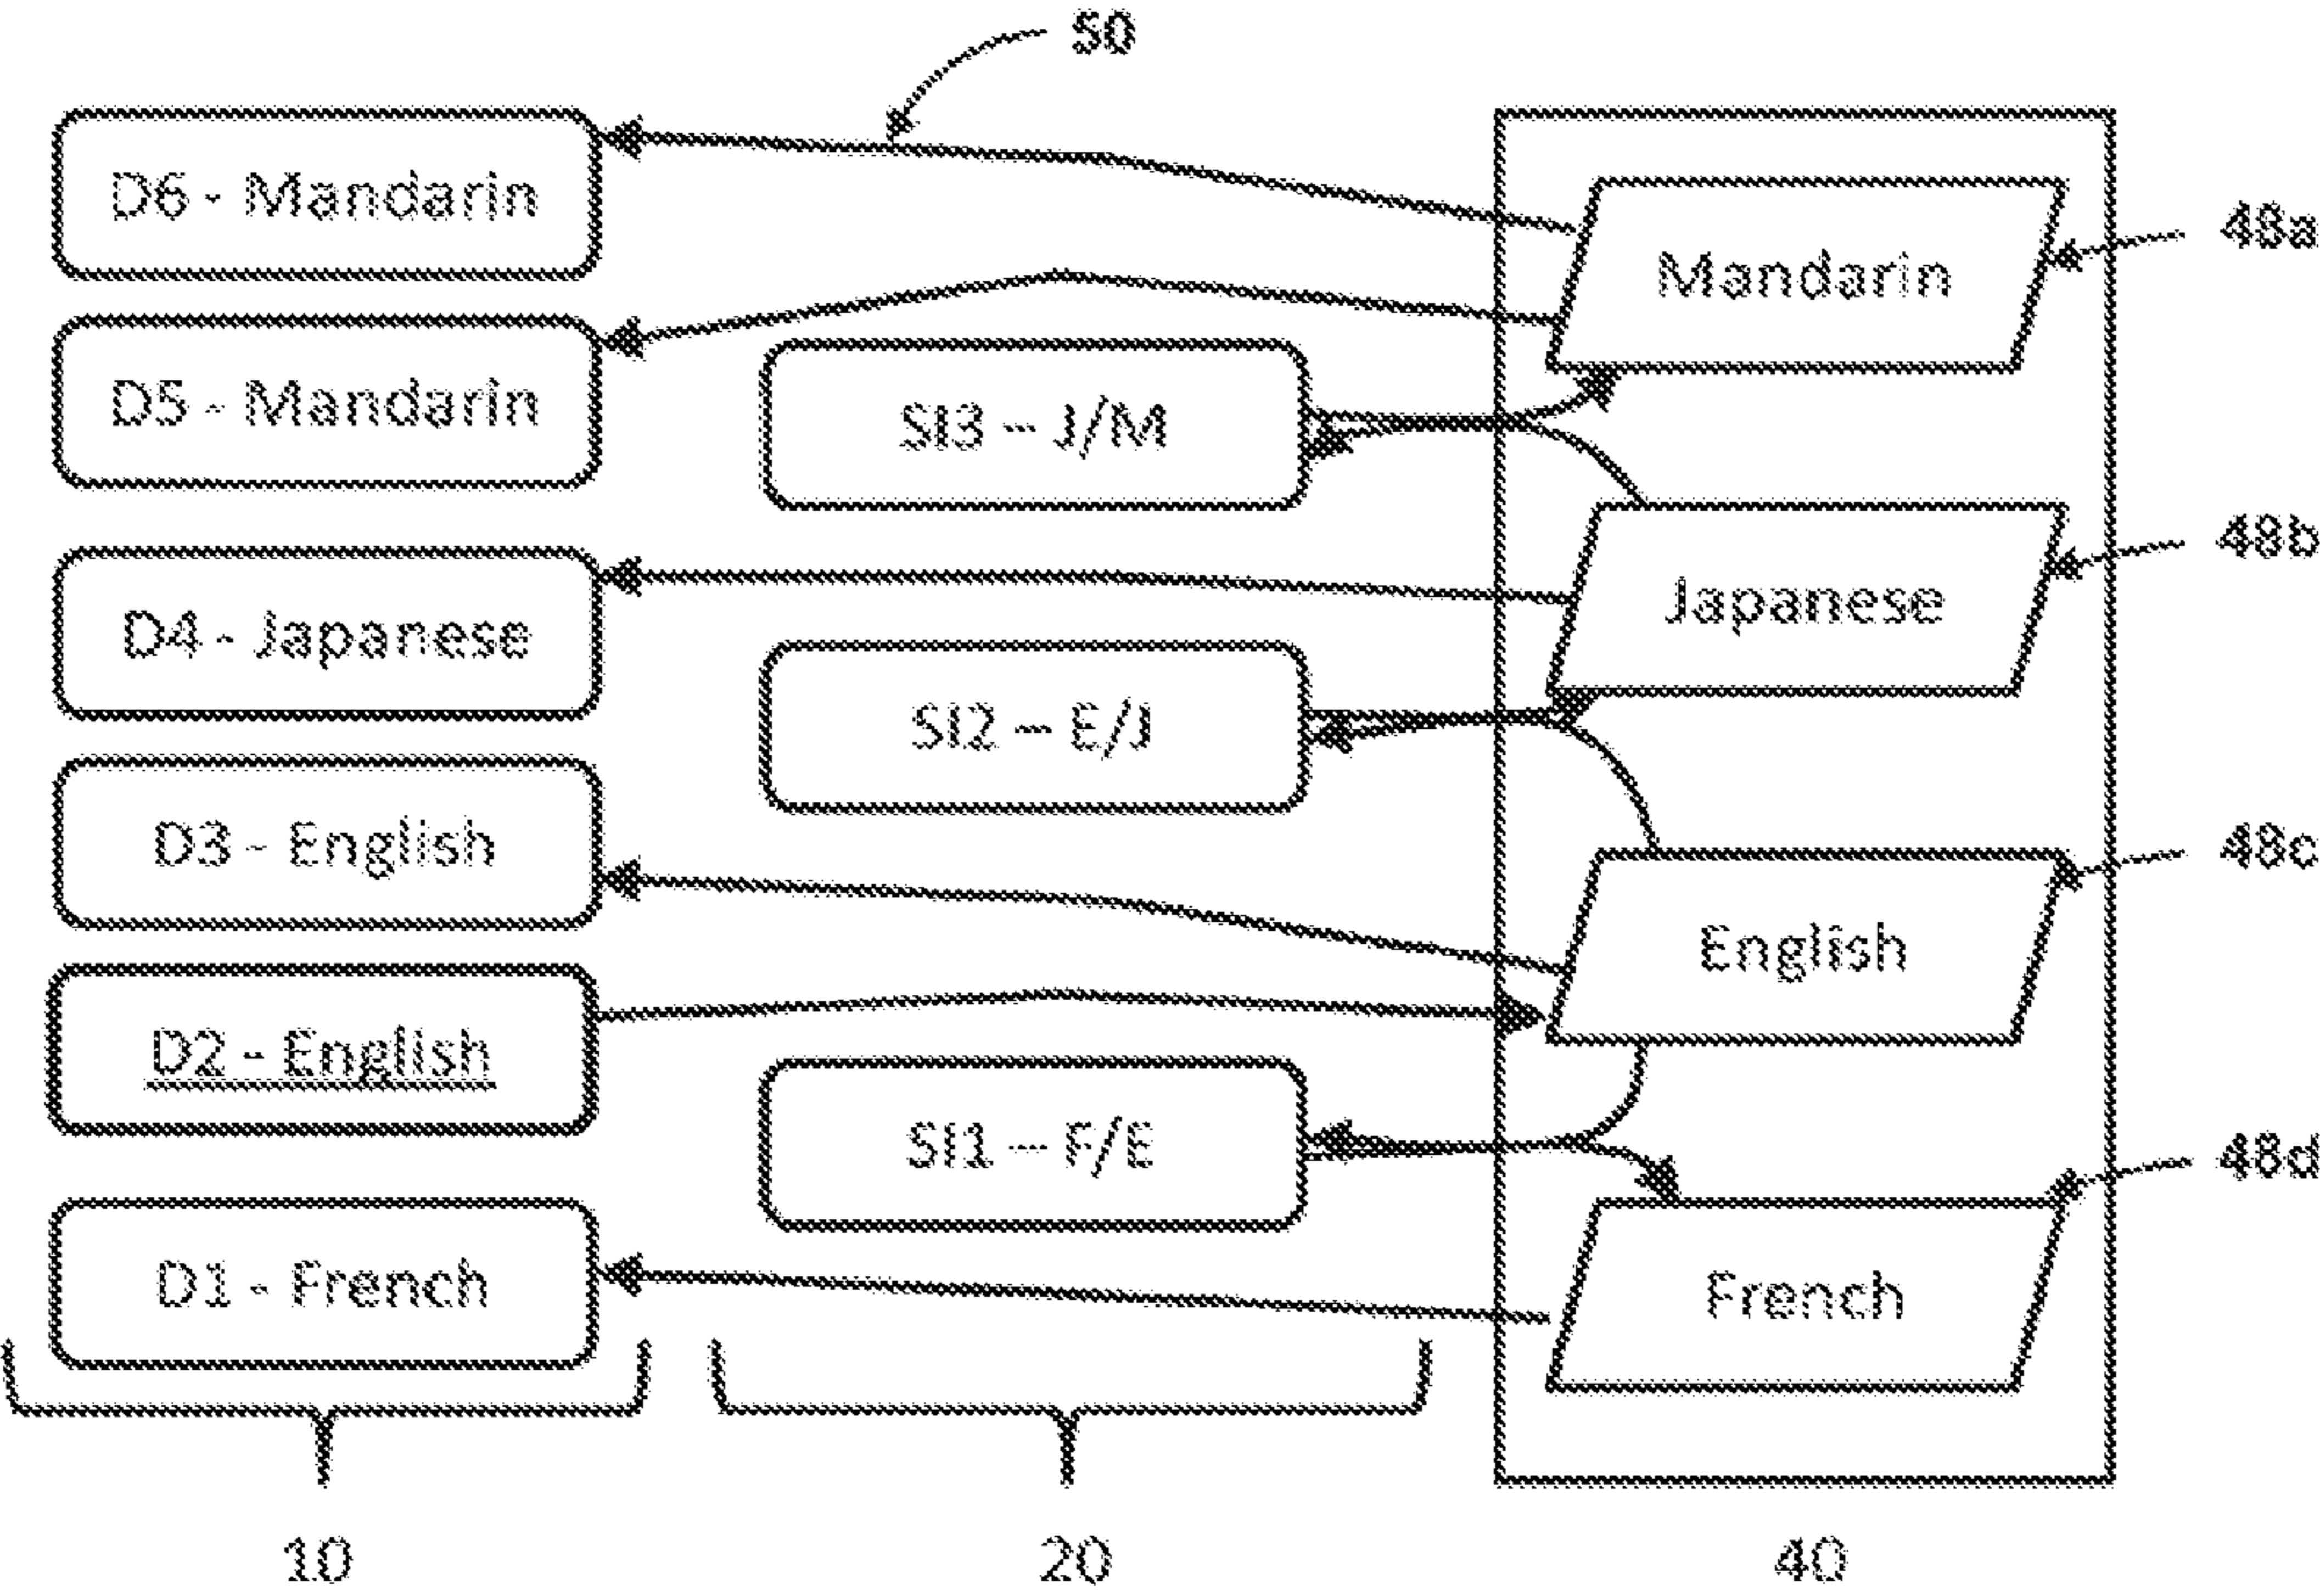 50
D6 - Mandarin
Mandarin
48a
D5 - Mandarin
SI3 – J/M
48b
D4 - Japanese
Japanese
SI2 – E/J
D3 - English
48c
English
D2 - English
SI1 – F/E
48d
D1 - French
French
10
20
40